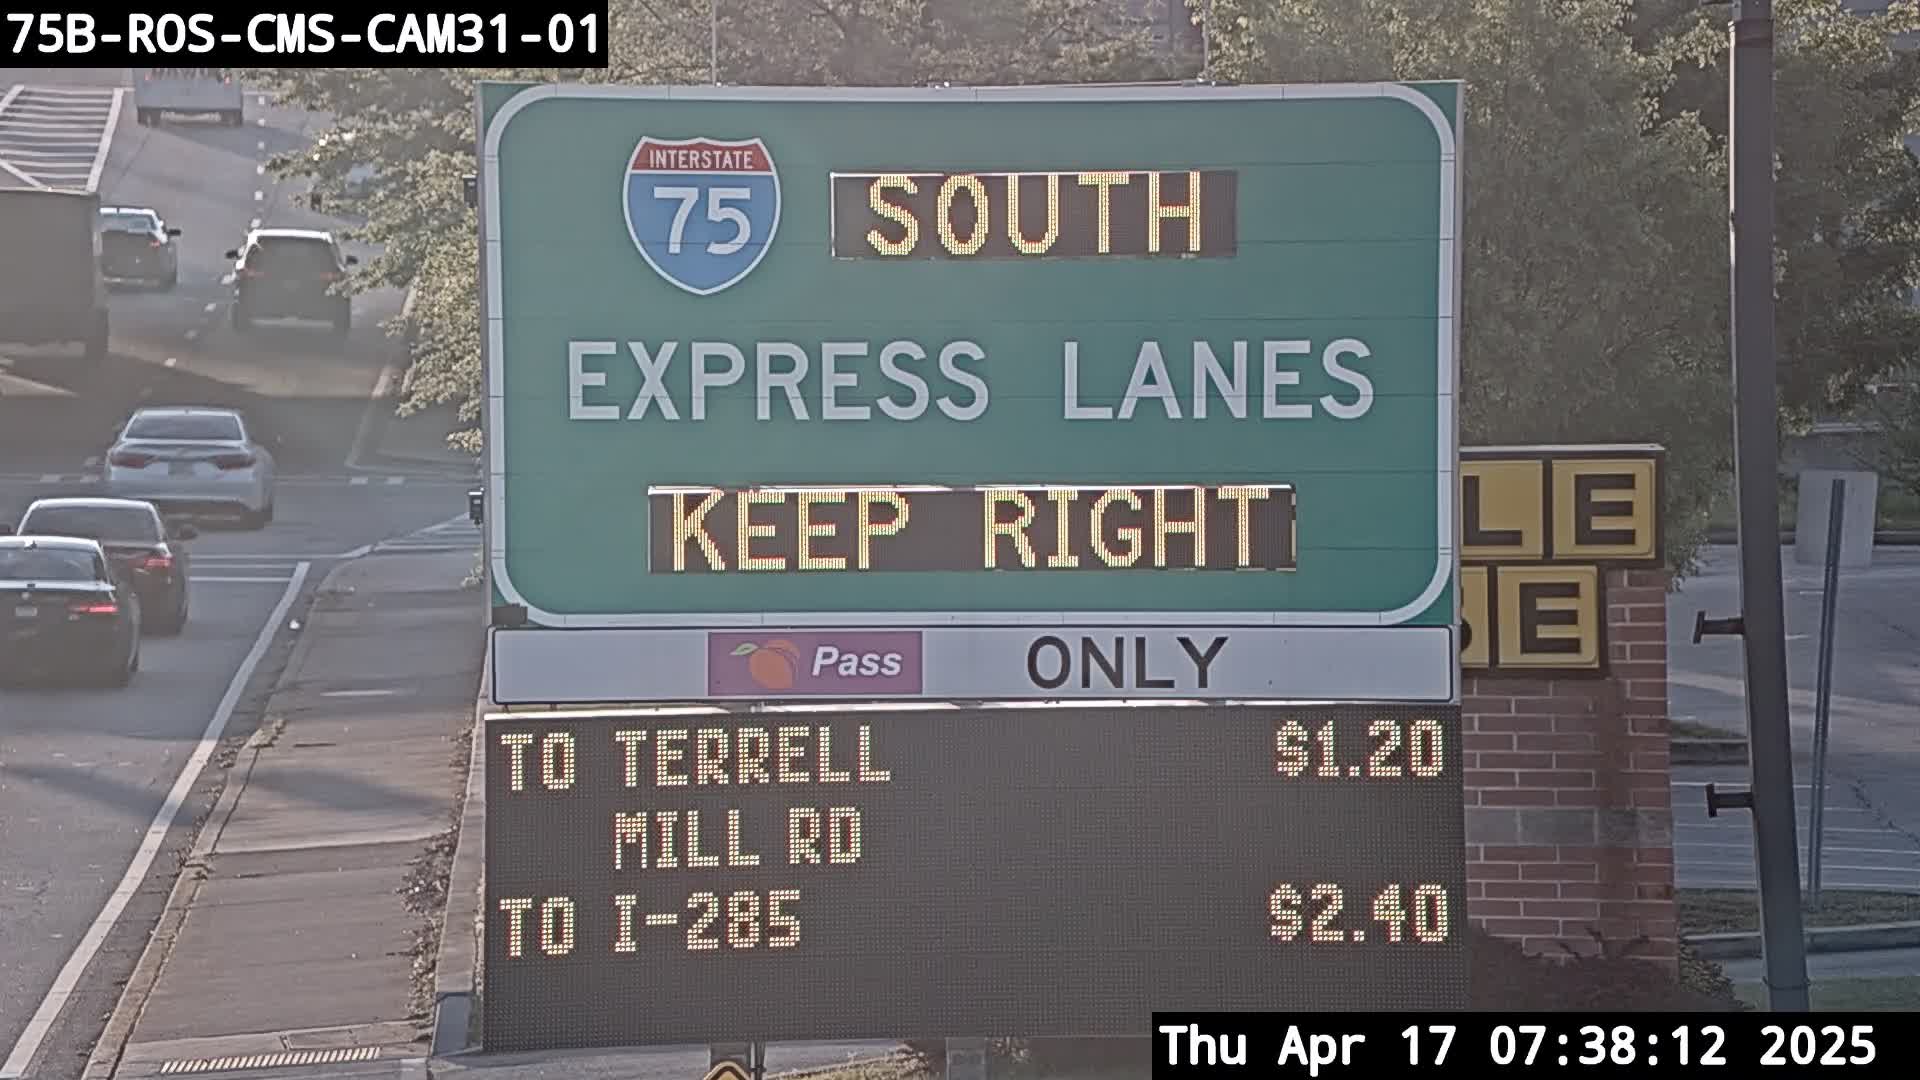 75B-ROS-CMS-CAM31-01
INTERSTATE
75
SOUTH
EXPRESS LANES
KEEP RIGHT
Pass ONLY
TO TERRELL $1.20
MILL RD
TO I-285 $2.40
LE
E
Thu Apr 17 07:38:12 2025